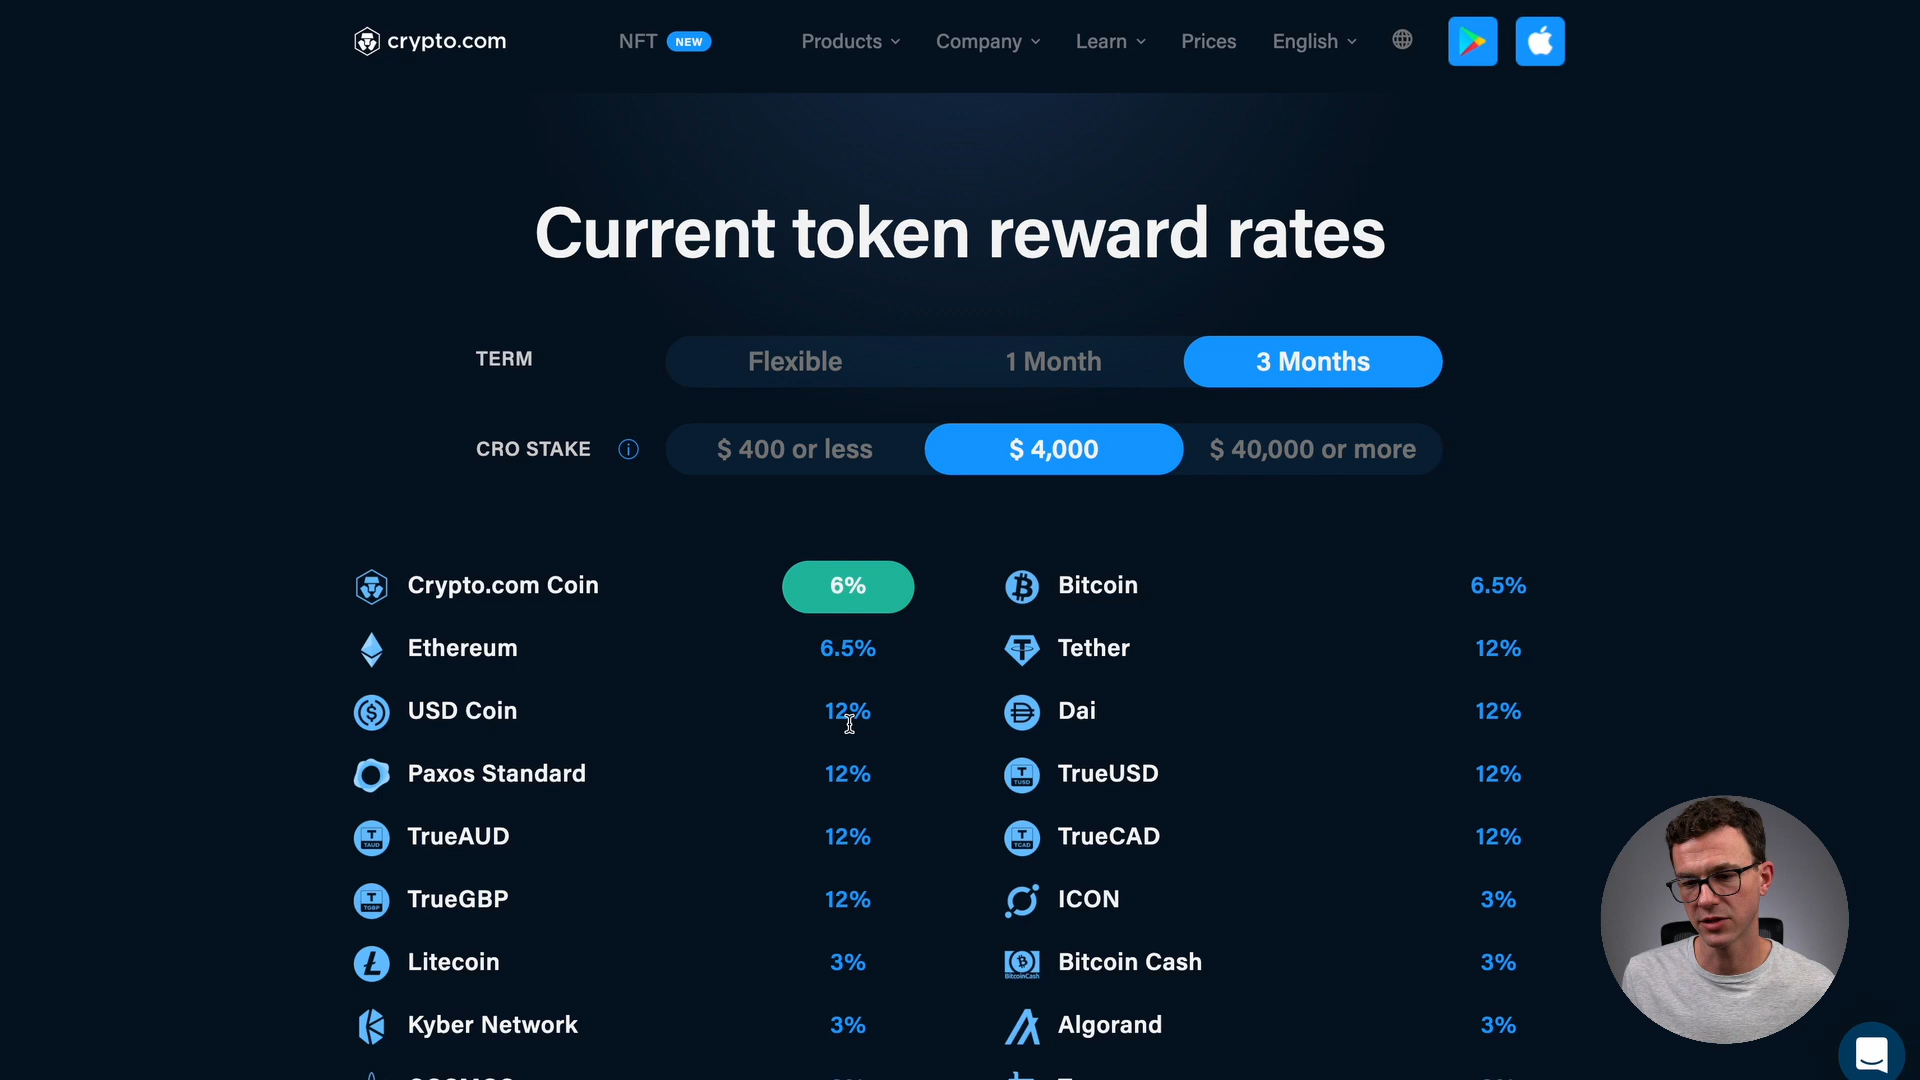 crypto.com
NFT NEW
Products
Company
Learn
Prices
English
Current token reward rates
TERM
Flexible
1 Month
3 Months
CRO STAKE
$ 400 or less
$ 4,000
$ 40,000 or more
Crypto.com Coin 6%
Bitcoin 6.5%
Ethereum 6.5%
Tether 12%
USD Coin 12%
Dai 12%
Paxos Standard 12%
TrueUSD 12%
TrueAUD 12%
TrueCAD 12%
TrueGBP 12%
ICON 3%
Litecoin 3%
Bitcoin Cash 3%
Kyber Network 3%
Algorand 3%